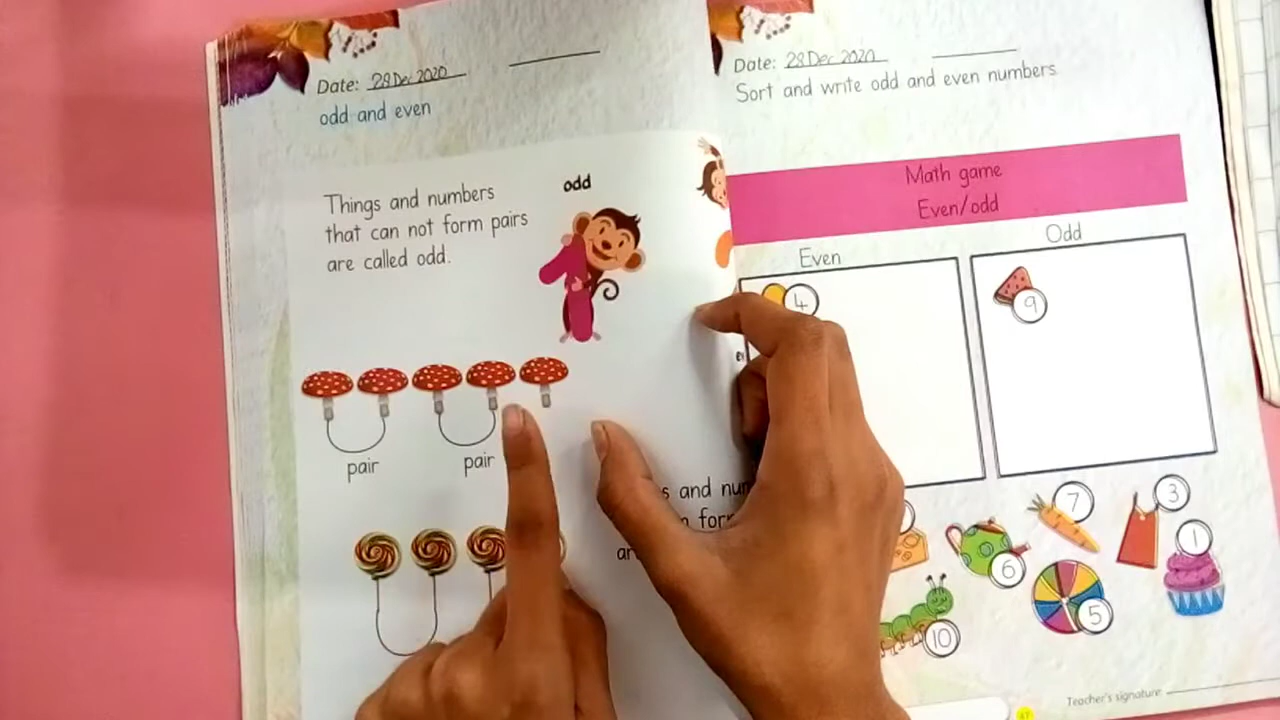 Date: 28 Dec 2020
odd and even
Things and numbers
that can not form pairs
are called odd.
odd
pair
pair
s and num
Date: 28 Dec 2020
Sort and write odd and even numbers
Math game
Even/odd
Even
Odd
4
9
7
3
6
1
5
10
Teacher's signature